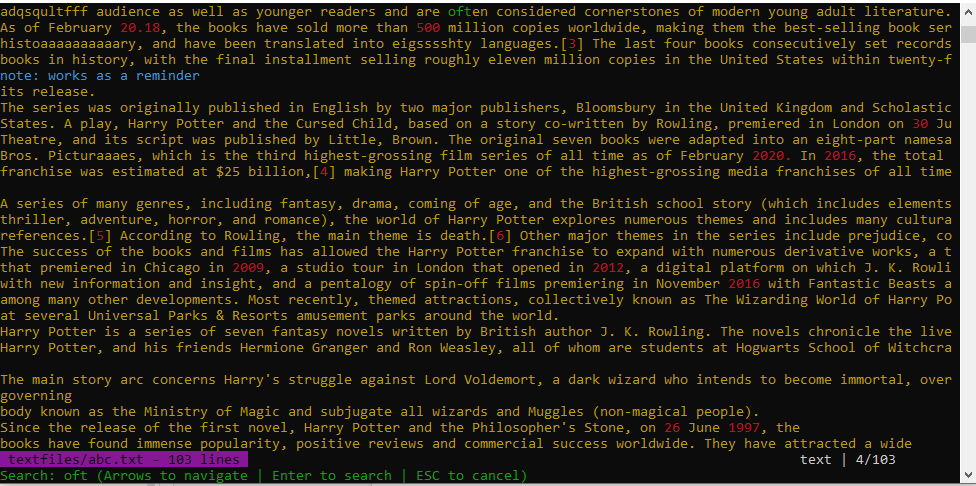 adqsqultfff audience as well as younger readers and are often considered cornerstones of modern young adult literature.
As of February 20.18, the books have sold more than 500 million copies worldwide, making them the best-selling book ser
histoaaaaaaaaaary, and have been translated into eigsssshty languages.[3] The last four books consecutively set records
books in history, with the final installment selling roughly eleven million copies in the United States within twenty-f
note: works as a reminder
its release.
The series was originally published in English by two major publishers, Bloomsbury in the United Kingdom and Scholastic
States. A play, Harry Potter and the Cursed Child, based on a story co-written by Rowling, premiered in London on 30 Ju
Theatre, and its script was published by Little, Brown. The original seven books were adapted into an eight-part namesa
Bros. Picturaaaes, which is the third highest-grossing film series of all time as of February 2020. In 2016, the total
franchise was estimated at $25 billion,[4] making Harry Potter one of the highest-grossing media franchises of all time
A series of many genres, including fantasy, drama, coming of age, and the British school story (which includes elements
thriller, adventure, horror, and romance), the world of Harry Potter explores numerous themes and includes many cultura
references.[5] According to Rowling, the main theme is death.[6] Other major themes in the series include prejudice, co
The success of the books and films has allowed the Harry Potter franchise to expand with numerous derivative works, a t
that premiered in Chicago in 2009, a studio tour in London that opened in 2012, a digital platform on which J. K. Rowli
with new information and insight, and a pentalogy of spin-off films premiering in November 2016 with Fantastic Beasts a
among many other developments. Most recently, themed attractions, collectively known as The Wizarding World of Harry Po
at several Universal Parks & Resorts amusement parks around the world.
Harry Potter is a series of seven fantasy novels written by British author J. K. Rowling. The novels chronicle the live
Harry Potter, and his friends Hermione Granger and Ron Weasley, all of whom are students at Hogwarts School of Witchcra
The main story arc concerns Harry's struggle against Lord Voldemort, a dark wizard who intends to become immortal, over
governing
body known as the Ministry of Magic and subjugate all wizards and Muggles (non-magical people).
Since the release of the first novel, Harry Potter and the Philosopher's Stone, on 26 June 1997, the
books have found immense popularity, positive reviews and commercial success worldwide. They have attracted a wide
textfiles/abc.txt - 103 lines text | 4/103
Search: oft (Arrows to navigate | Enter to search | ESC to cancel)